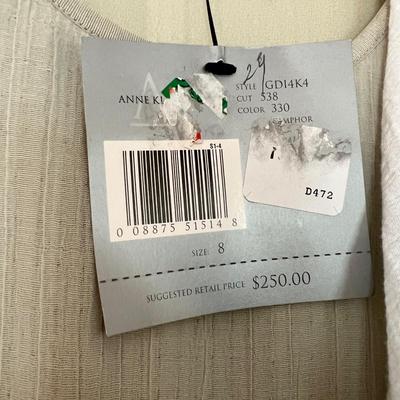 29
STYLE GDI4K4
ANNE K
CUT 538
COLOR 330
CAMPHOR
S1-4
D472
0 08875 51514 8
SIZE: 8
SUGGESTED RETAIL PRICE $250.00